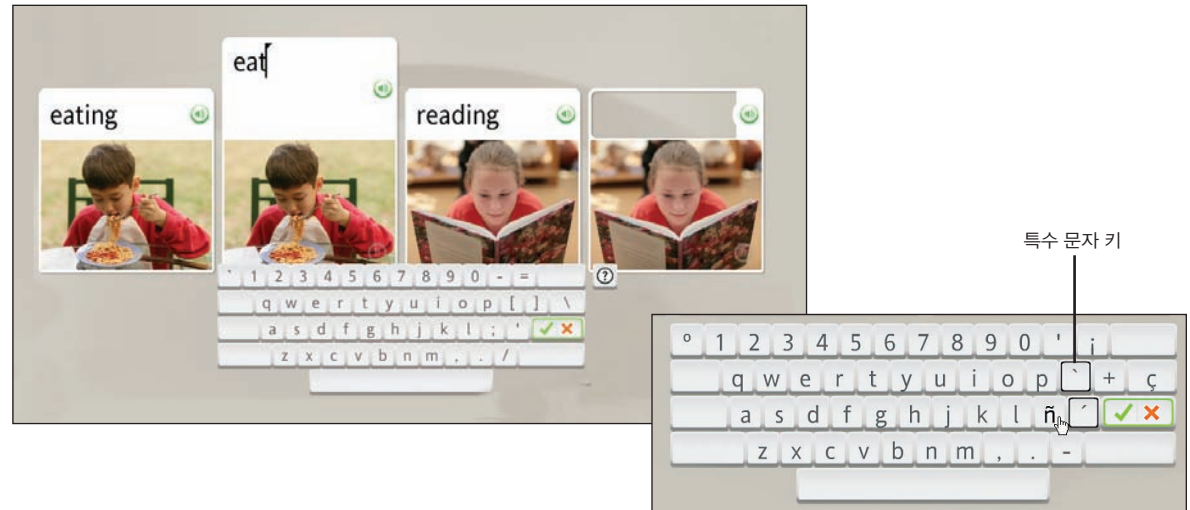 eat
eating
reading
` 1 2 3 4 5 6 7 8 9 0 - =
q w e r t y u i o p [ ] \
a s d f g h j k l ; '
z x c v b n m , . /
?
특수 문자 키
º 1 2 3 4 5 6 7 8 9 0 ' ¡
q w e r t y u i o p ` + ç
a s d f g h j k l ñ ´
z x c v b n m , . -